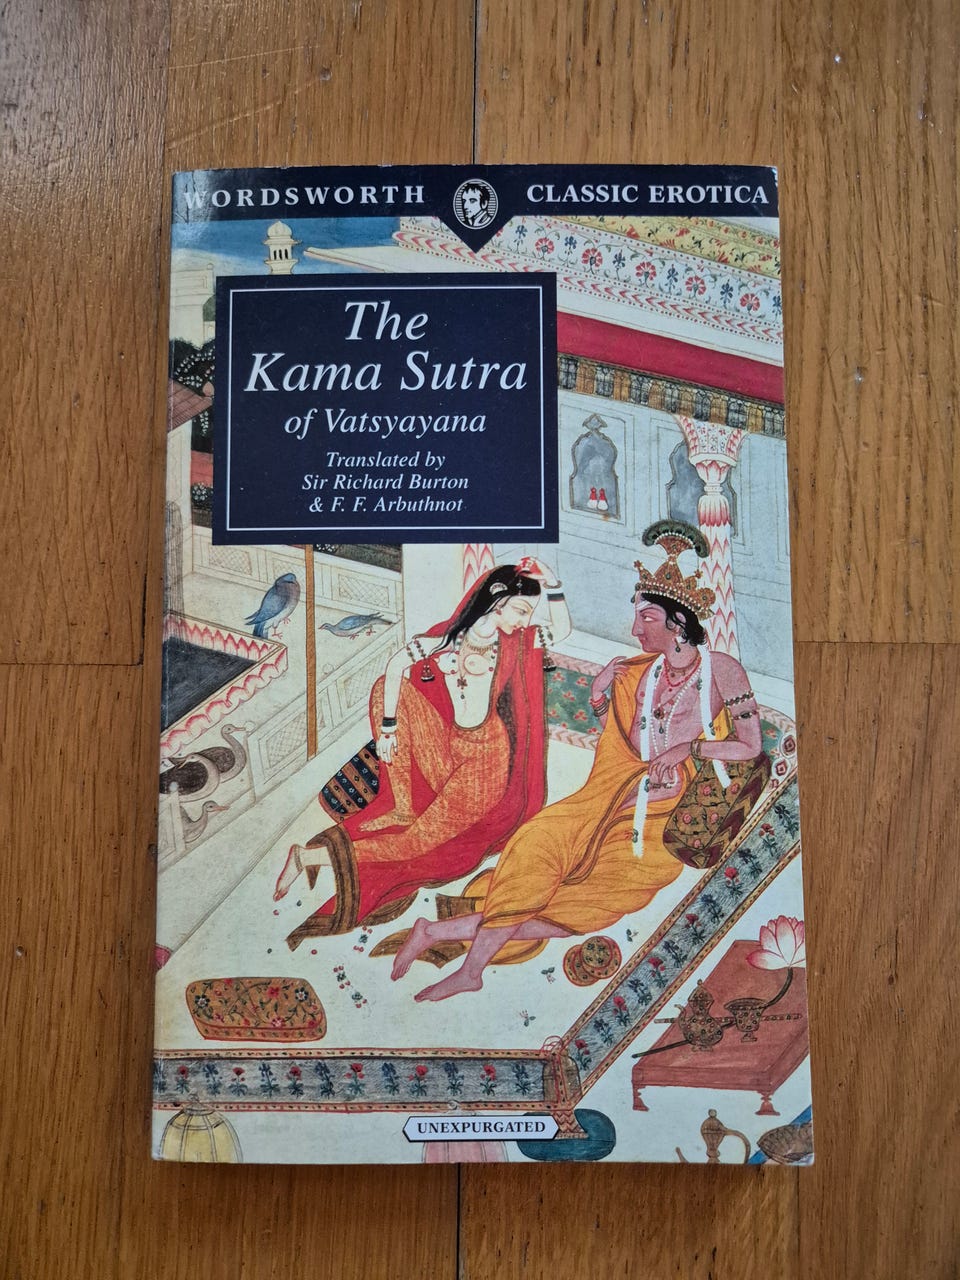 WORDSWORTH CLASSIC EROTICA
The
Kama Sutra
of Vatsyayana
Translated by
Sir Richard Burton
& F. F. Arbuthnot
UNEXPURGATED